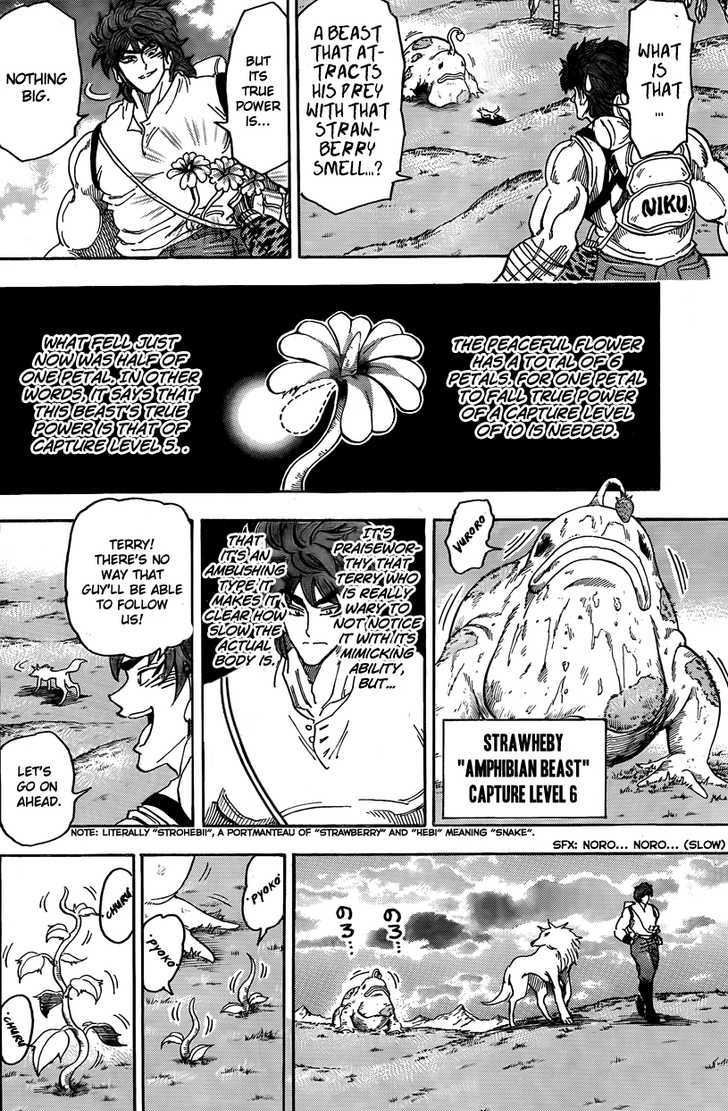 WHAT
IS
THAT
...
NIKU
A BEAST
THAT AT-
TRACTS
HIS PREY
WITH THAT
STRAW-
BERRY
SMELL...?
BUT
ITS
TRUE
POWER
IS...
NOTHING
BIG.
THE PEACEFUL FLOWER
HAS A TOTAL OF 6
PETALS. FOR ONE PETAL
TO FALL TRUE POWER
OF A CAPTURE LEVEL
OF 10 IS NEEDED.
WHAT FELL JUST
NOW WAS HALF OF
ONE PETAL. IN OTHER
WORDS, IT SAYS THAT
THIS BEAST'S TRUE
POWER IS THAT OF
CAPTURE LEVEL 5. .
VURORO
STRAWHEBY
"AMPHIBIAN BEAST"
CAPTURE LEVEL 6
IT'S
PRAISEWOR-
THY THAT
TERRY WHO
IS REALLY
WARY TO
NOT NOTICE
IT WITH ITS
MIMICKING
ABILITY,
BUT...
THAT
IT'S AN
AMBUSHING
TYPE, IT
MAKES IT
CLEAR HOW
SLOW THE
ACTUAL
BODY IS.
TERRY!
THERE'S NO
WAY THAT
GUY'LL BE ABLE
TO FOLLOW
US!
LET'S
GO ON
AHEAD.
NOTE: LITERALLY "STROHEBII", A PORTMANTEAU OF "STRAWBERRY" AND "HEBI" MEANING "SNAKE".
SFX: NORO... NORO... (SLOW)
のろ…
のろ…
PYOKO
PYOKO
CHURU
CHURU